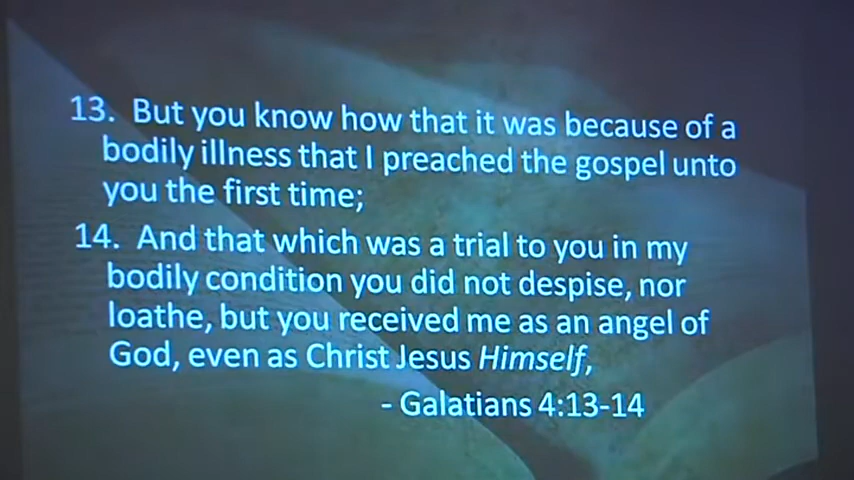 13. But you know how that it was because of a
bodily illness that I preached the gospel unto
you the first time;
14. And that which was a trial to you in my
bodily condition you did not despise, nor
loathe, but you received me as an angel of
God, even as Christ Jesus Himself,
- Galatians 4:13-14